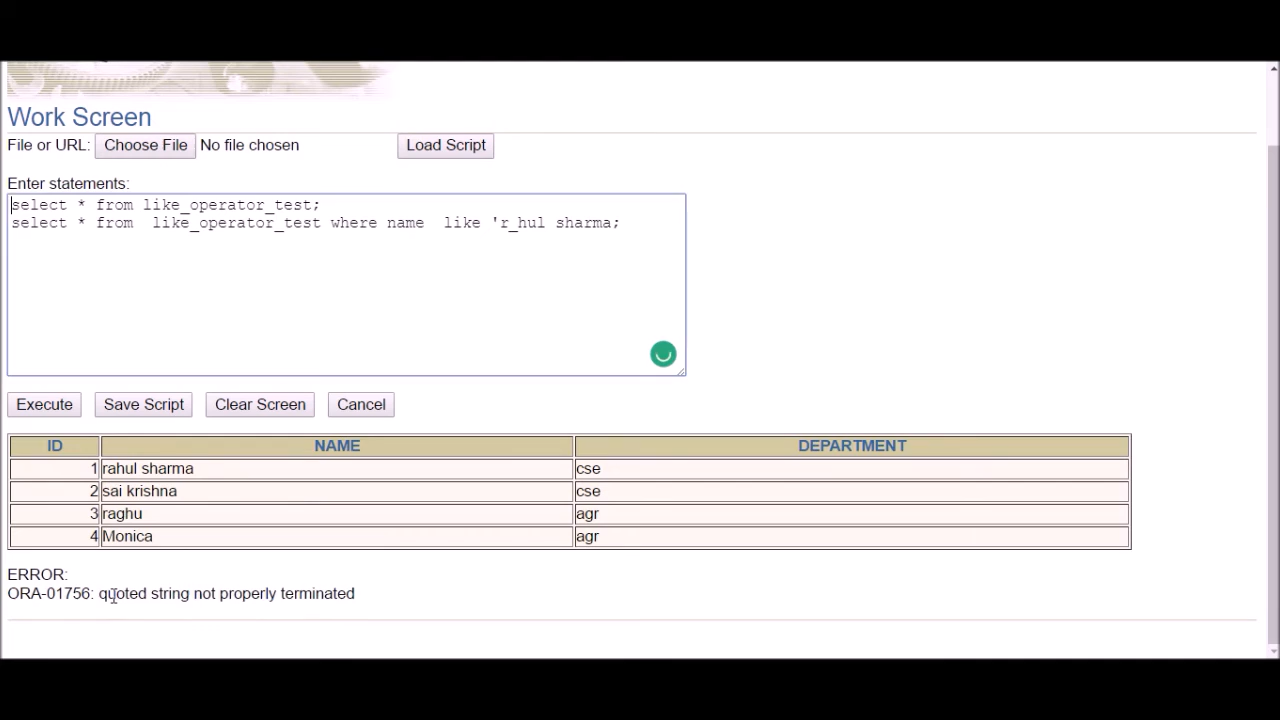 Work Screen
File or URL: Choose File No file chosen Load Script
Enter statements:
select * from like_operator_test;
select * from  like_operator_test where name  like 'r_hul sharma;
Execute Save Script Clear Screen Cancel
ID NAME DEPARTMENT
1 rahul sharma cse
2 sai krishna cse
3 raghu agr
4 Monica agr
ERROR:
ORA-01756: quoted string not properly terminated